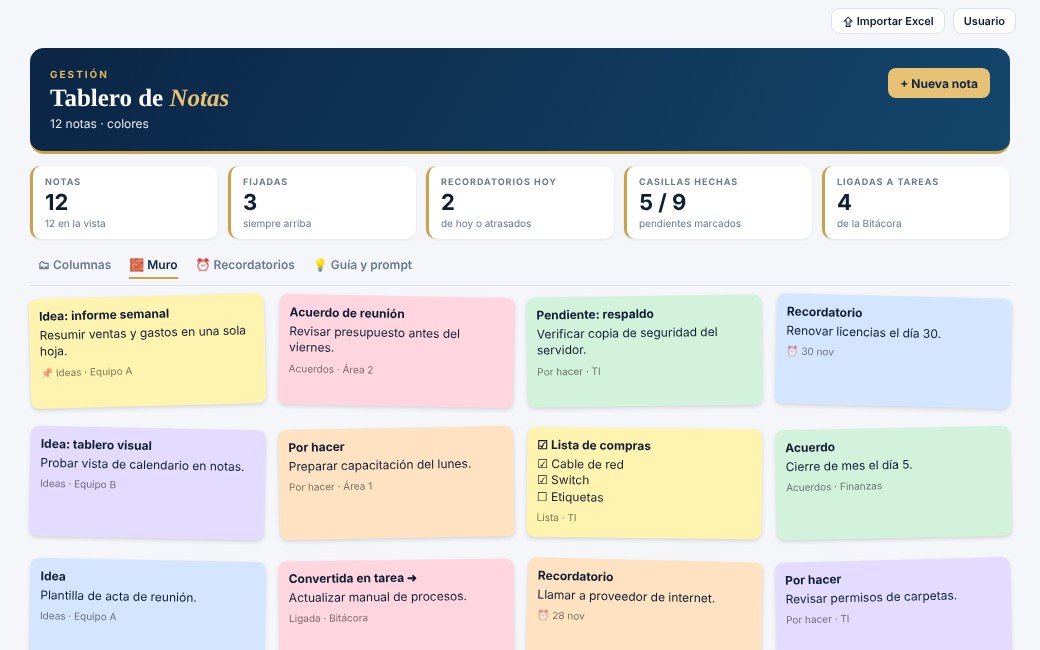 ⇪ Importar Excel
Usuario
GESTIÓN
Tablero de Notas
12 notas · colores
+ Nueva nota
NOTAS
12
12 en la vista
FIJADAS
3
siempre arriba
RECORDATORIOS HOY
2
de hoy o atrasados
CASILLAS HECHAS
5 / 9
pendientes marcados
LIGADAS A TAREAS
4
de la Bitácora
🗂 Columnas
🧱 Muro
⏰ Recordatorios
💡 Guía y prompt
Idea: informe semanal
Resumir ventas y gastos en una sola
hoja.
📌 Ideas · Equipo A
Acuerdo de reunión
Revisar presupuesto antes del
viernes.
Acuerdos · Área 2
Pendiente: respaldo
Verificar copia de seguridad del
servidor.
Por hacer · TI
Recordatorio
Renovar licencias el día 30.
⏰ 30 nov
Idea: tablero visual
Probar vista de calendario en notas.
Ideas · Equipo B
Por hacer
Preparar capacitación del lunes.
Por hacer · Área 1
☑ Lista de compras
☑ Cable de red
☑ Switch
☐ Etiquetas
Lista · TI
Acuerdo
Cierre de mes el día 5.
Acuerdos · Finanzas
Idea
Plantilla de acta de reunión.
Ideas · Equipo A
Convertida en tarea ➜
Actualizar manual de procesos.
Ligada · Bitácora
Recordatorio
Llamar a proveedor de internet.
⏰ 28 nov
Por hacer
Revisar permisos de carpetas.
Por hacer · TI